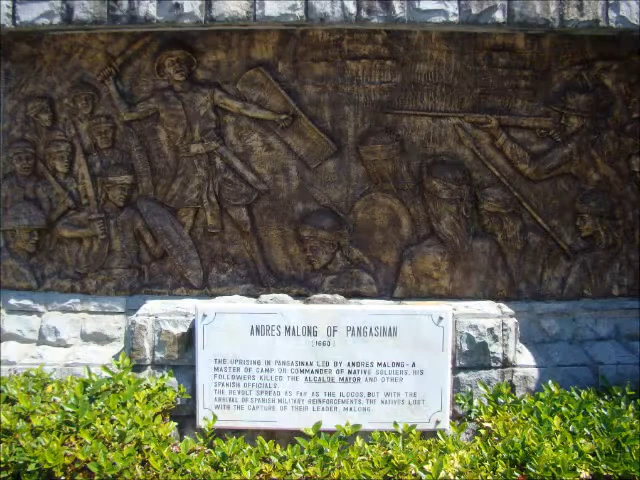 ANDRES MALONG OF PANGASINAN
(1660)
THE UPRISING IN PANGASINAN LED BY ANDRES MALONG - A
MASTER OF CAMP OR COMMANDER OF NATIVE SOLDIERS. HIS
FOLLOWERS KILLED THE ALCALDE MAYOR AND OTHER
SPANISH OFFICIALS.
THE REVOLT SPREAD AS FAR AS THE ILOCOS, BUT WITH THE
ARRIVAL OF SPANISH MILITARY REINFORCEMENTS, THE NATIVES LOST
WITH THE CAPTURE OF THEIR LEADER, MALONG.